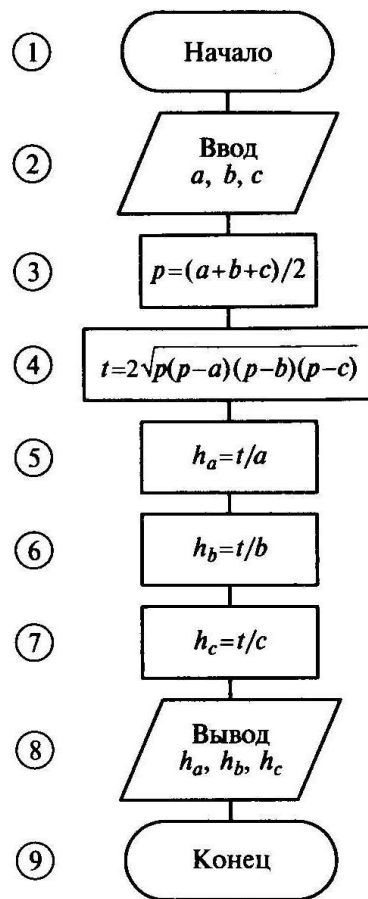 ① Начало
② Ввод
a, b, c
③ p=(a+b+c)/2
④ t=2√p(p−a)(p−b)(p−c)
⑤ hₐ=t/a
⑥ h_b=t/b
⑦ h_c=t/c
⑧ Вывод
hₐ, h_b, h_c
⑨ Конец